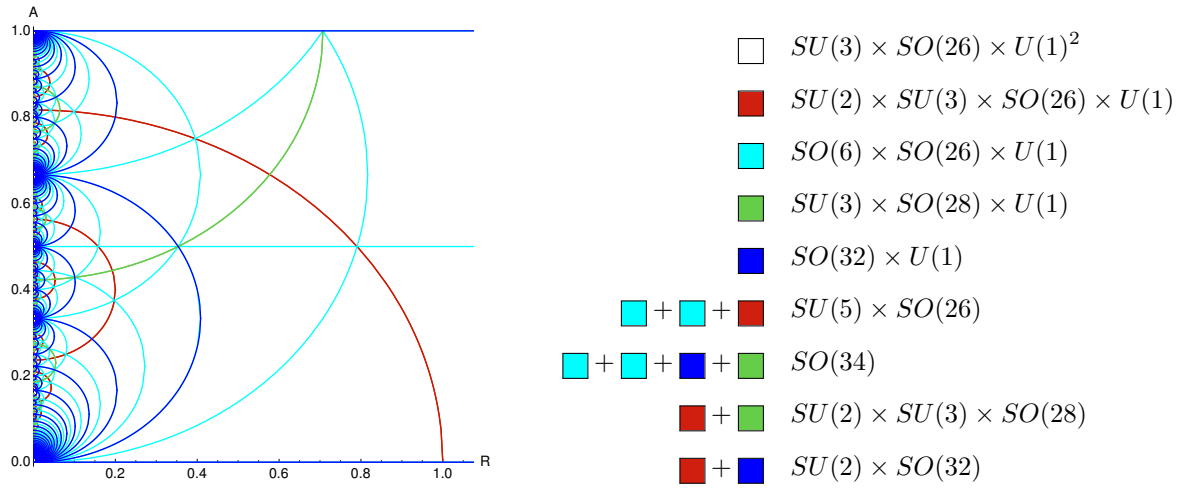 A
1.0
0.8
0.6
0.4
0.2
0.0
0.2 0.4 0.6 0.8 1.0 R
SU(3) × SO(26) × U(1)²
SU(2) × SU(3) × SO(26) × U(1)
SO(6) × SO(26) × U(1)
SU(3) × SO(28) × U(1)
SO(32) × U(1)
+ + SU(5) × SO(26)
+ + + SO(34)
+ SU(2) × SU(3) × SO(28)
+ SU(2) × SO(32)